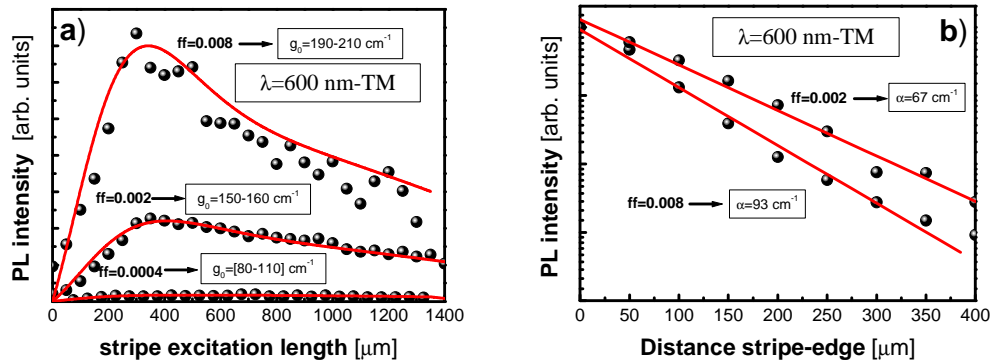 a)
ff=0.008
g₀=190-210 cm⁻¹
λ=600 nm-TM
ff=0.002
g₀=150-160 cm⁻¹
ff=0.0004
g₀=[80-110] cm⁻¹
PL intensity [arb. units]
0 200 400 600 800 1000 1200 1400
stripe excitation length [μm]
b)
λ=600 nm-TM
ff=0.002
α=67 cm⁻¹
ff=0.008
α=93 cm⁻¹
PL intensity [arb. units]
0 50 100 150 200 250 300 350 400
Distance stripe-edge [μm]